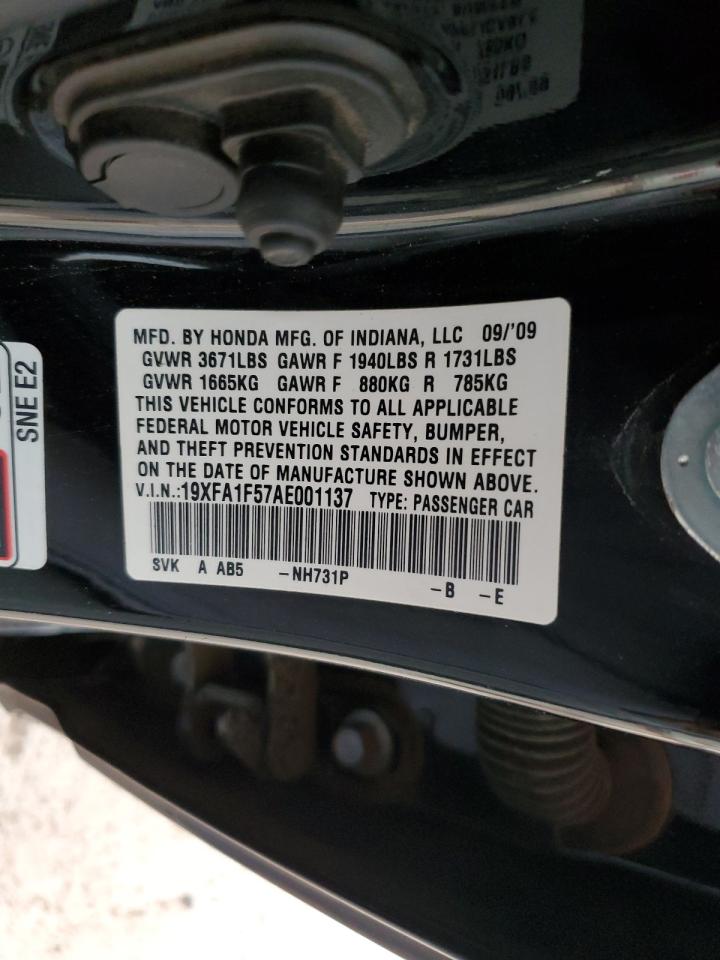 MFD. BY HONDA MFG. OF INDIANA, LLC 09/'09
GVWR 3671LBS GAWR F 1940LBS R 1731LBS
GVWR 1665KG GAWR F 880KG R 785KG
THIS VEHICLE CONFORMS TO ALL APPLICABLE
FEDERAL MOTOR VEHICLE SAFETY, BUMPER,
AND THEFT PREVENTION STANDARDS IN EFFECT
ON THE DATE OF MANUFACTURE SHOWN ABOVE.
V.I.N.:19XFA1F57AE001137 TYPE: PASSENGER CAR
SVK A AB5 -NH731P -B -E
SNE E2